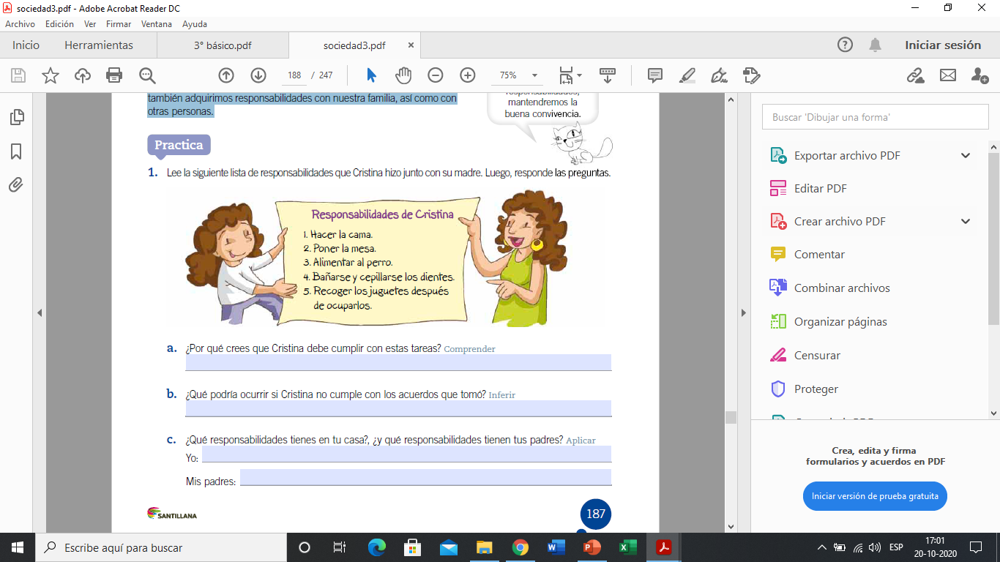 sociedad3.pdf - Adobe Acrobat Reader DC
Archivo Edición Ver Firmar Ventana Ayuda
Inicio Herramientas 3° básico.pdf sociedad3.pdf × Iniciar sesión
188 / 247 75%
también adquirimos responsabilidades con nuestra familia, así como con
otras personas.
responsabilidades,
mantendremos la
buena convivencia.
Practica
1. Lee la siguiente lista de responsabilidades que Cristina hizo junto con su madre. Luego, responde las preguntas.
Responsabilidades de Cristina
1. Hacer la cama.
2. Poner la mesa.
3. Alimentar al perro.
4. Bañarse y cepillarse los dientes.
5. Recoger los juguetes después
de ocuparlos.
a. ¿Por qué crees que Cristina debe cumplir con estas tareas? Comprender
b. ¿Qué podría ocurrir si Cristina no cumple con los acuerdos que tomó? Inferir
c. ¿Qué responsabilidades tienes en tu casa?, ¿y qué responsabilidades tienen tus padres? Aplicar
Yo:
Mis padres:
SANTILLANA
187
Buscar 'Dibujar una forma'
Exportar archivo PDF
Editar PDF
Crear archivo PDF
Comentar
Combinar archivos
Organizar páginas
Censurar
Proteger
Crea, edita y firma
formularios y acuerdos en PDF
Iniciar versión de prueba gratuita
Escribe aquí para buscar
ESP
17:01
20-10-2020